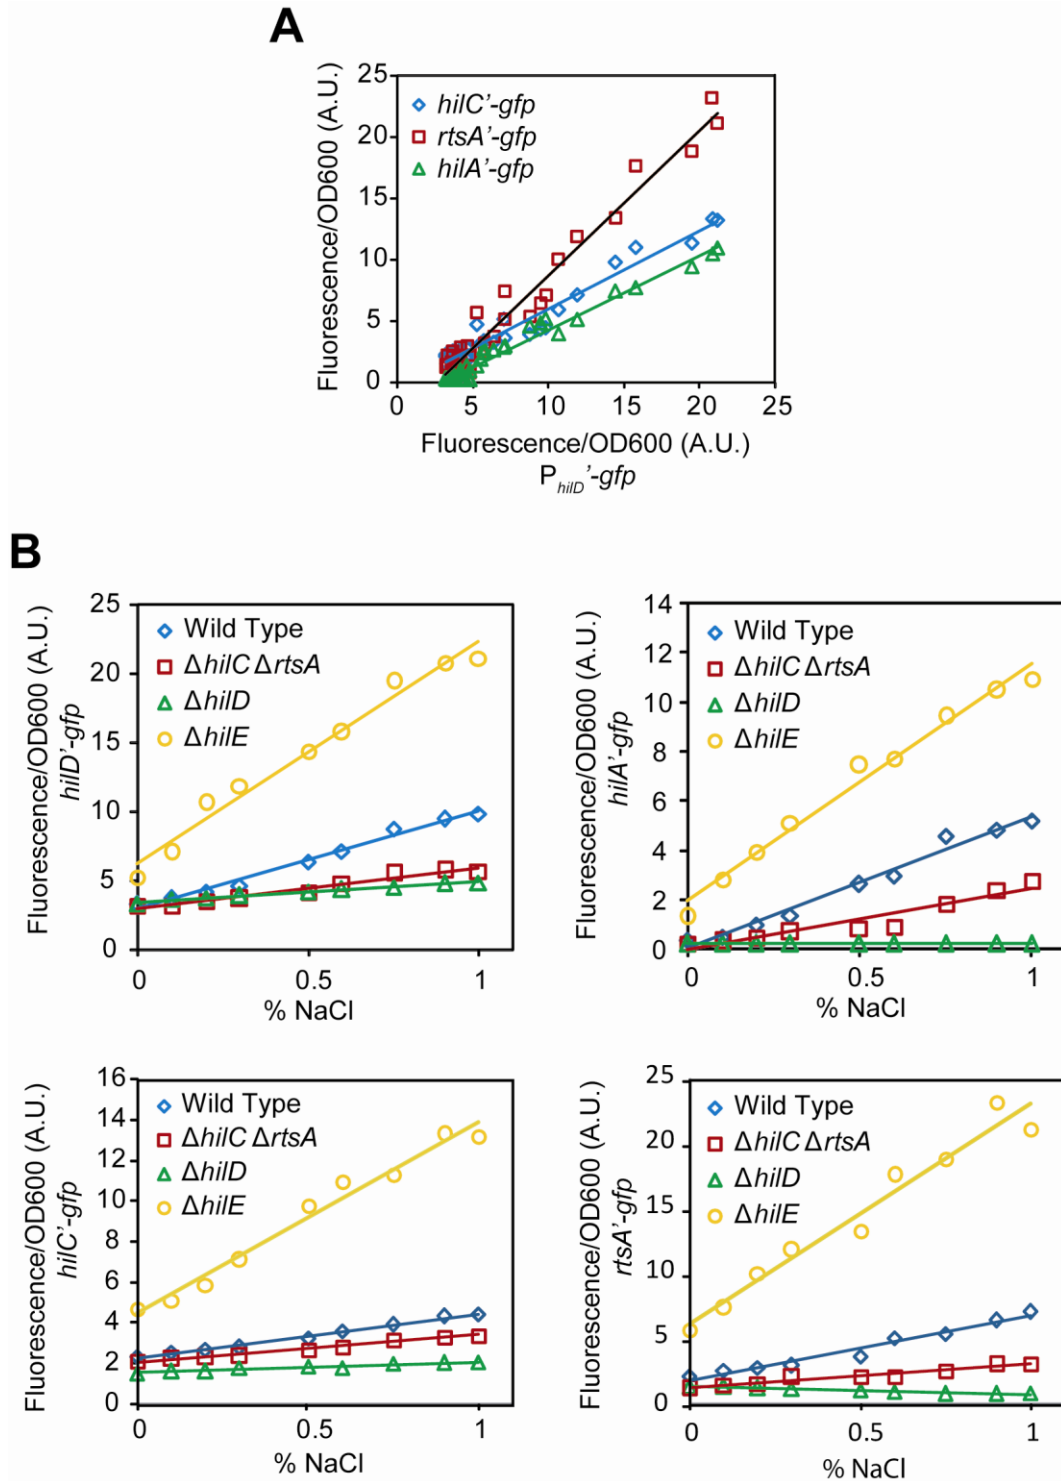 A
Fluorescence/OD600 (A.U.)
25
20
15
10
5
0
hilC'-gfp
rtsA'-gfp
hilA'-gfp
0 5 10 15 20 25
Fluorescence/OD600 (A.U.)
PhilD'-gfp
B
Fluorescence/OD600 (A.U.)
hilD'-gfp
25
20
15
10
5
0
Wild Type
ΔhilC ΔrtsA
ΔhilD
ΔhilE
0 0.5 1
% NaCl
Fluorescence/OD600 (A.U.)
hilA'-gfp
14
12
10
8
6
4
2
0
Wild Type
ΔhilC ΔrtsA
ΔhilD
ΔhilE
0 0.5 1
% NaCl
Fluorescence/OD600 (A.U.)
hilC'-gfp
16
14
12
10
8
6
4
2
0
Wild Type
ΔhilC ΔrtsA
ΔhilD
ΔhilE
0 0.5 1
% NaCl
Fluorescence/OD600 (A.U.)
rtsA'-gfp
25
20
15
10
5
0
Wild Type
ΔhilC ΔrtsA
ΔhilD
ΔhilE
0 0.5 1
% NaCl